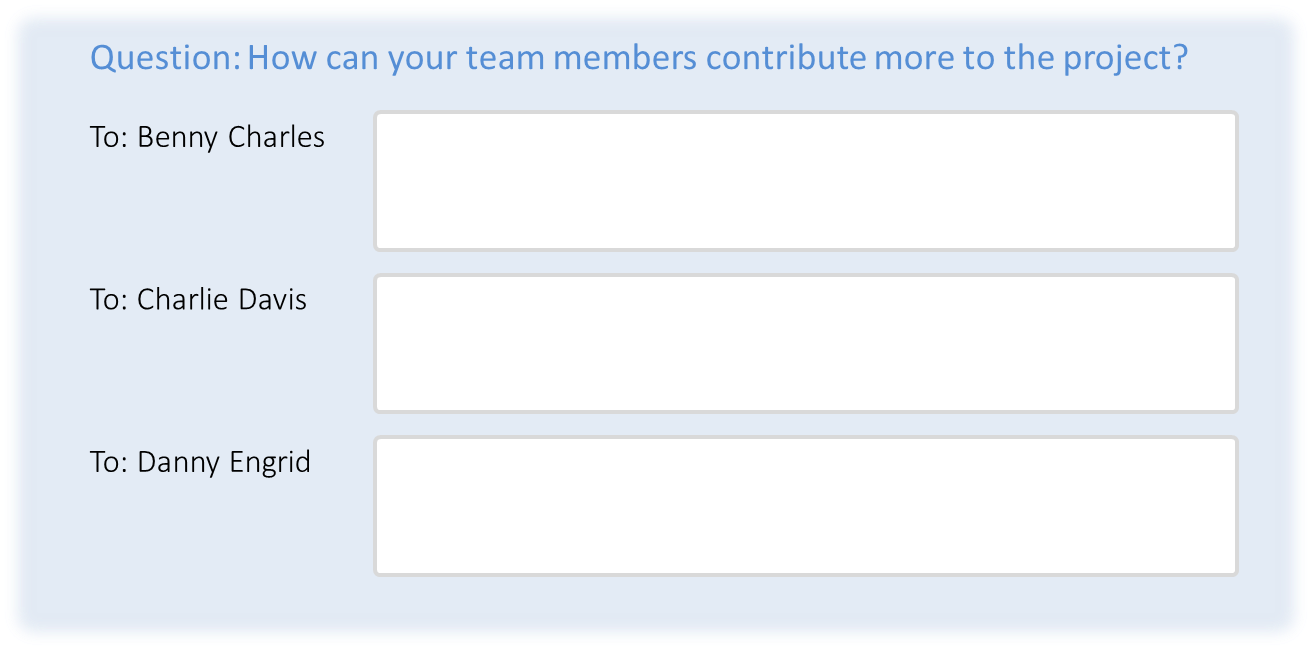 Question: How can your team members contribute more to the project?
To: Benny Charles
To: Charlie Davis
To: Danny Engrid